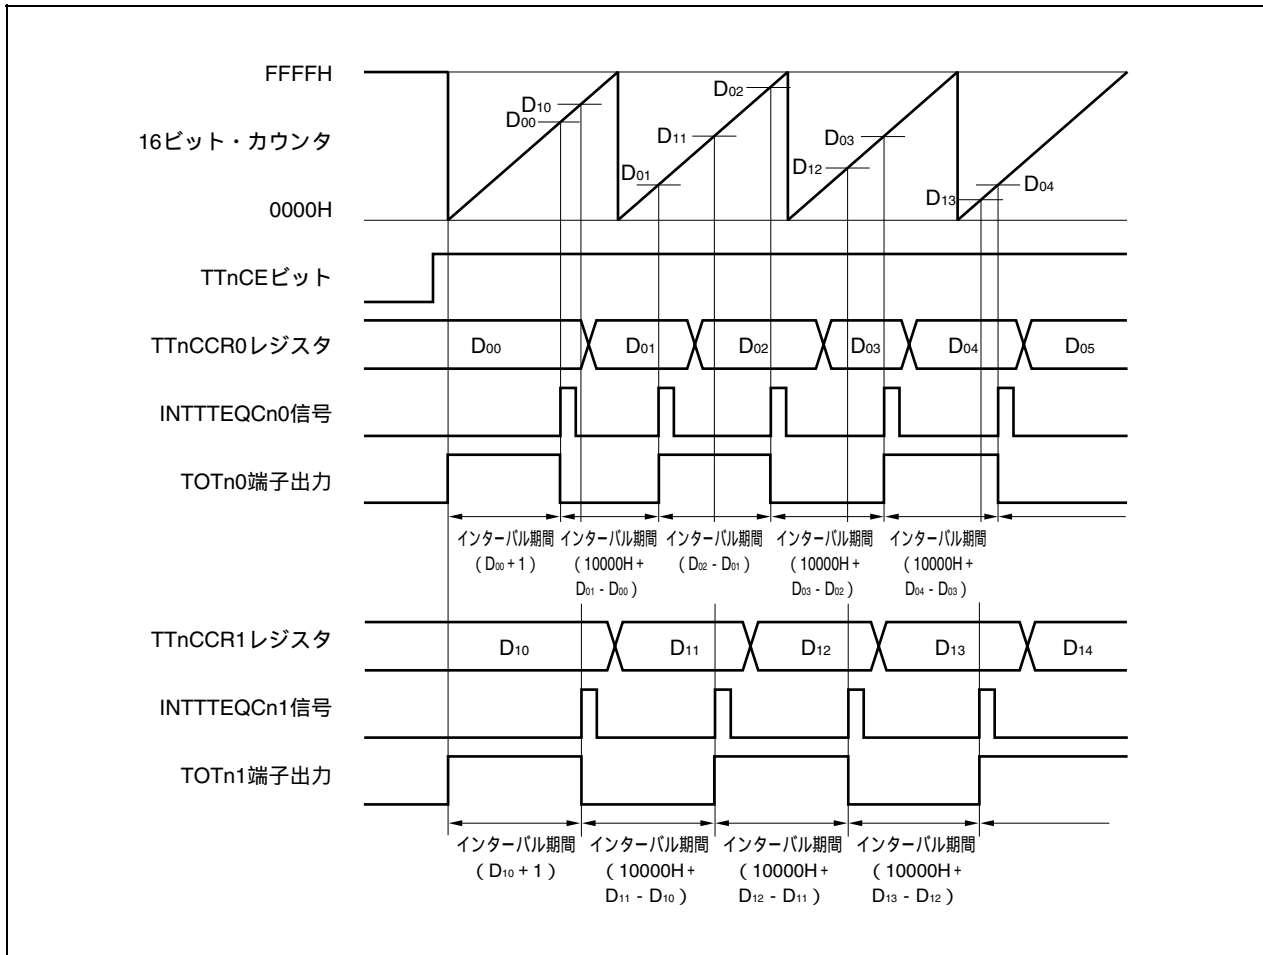 FFFFH
D10
D00
D02
16ビット・カウンタ
D11
D03
D01
D12
D04
D13
0000H
TTnCEビット
TTnCCR0レジスタ
D00
D01
D02
D03
D04
D05
INTTTEQCn0信号
TOTn0端子出力
インターバル期間
(D00 + 1)
インターバル期間
(10000H +
D01 - D00)
インターバル期間
(D02 - D01)
インターバル期間
(10000H +
D03 - D02)
インターバル期間
(10000H +
D04 - D03)
TTnCCR1レジスタ
D10
D11
D12
D13
D14
INTTTEQCn1信号
TOTn1端子出力
インターバル期間
(D10 + 1)
インターバル期間
(10000H +
D11 - D10)
インターバル期間
(10000H +
D12 - D11)
インターバル期間
(10000H +
D13 - D12)